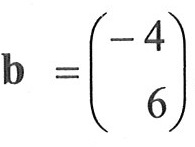 b = (−4
6)